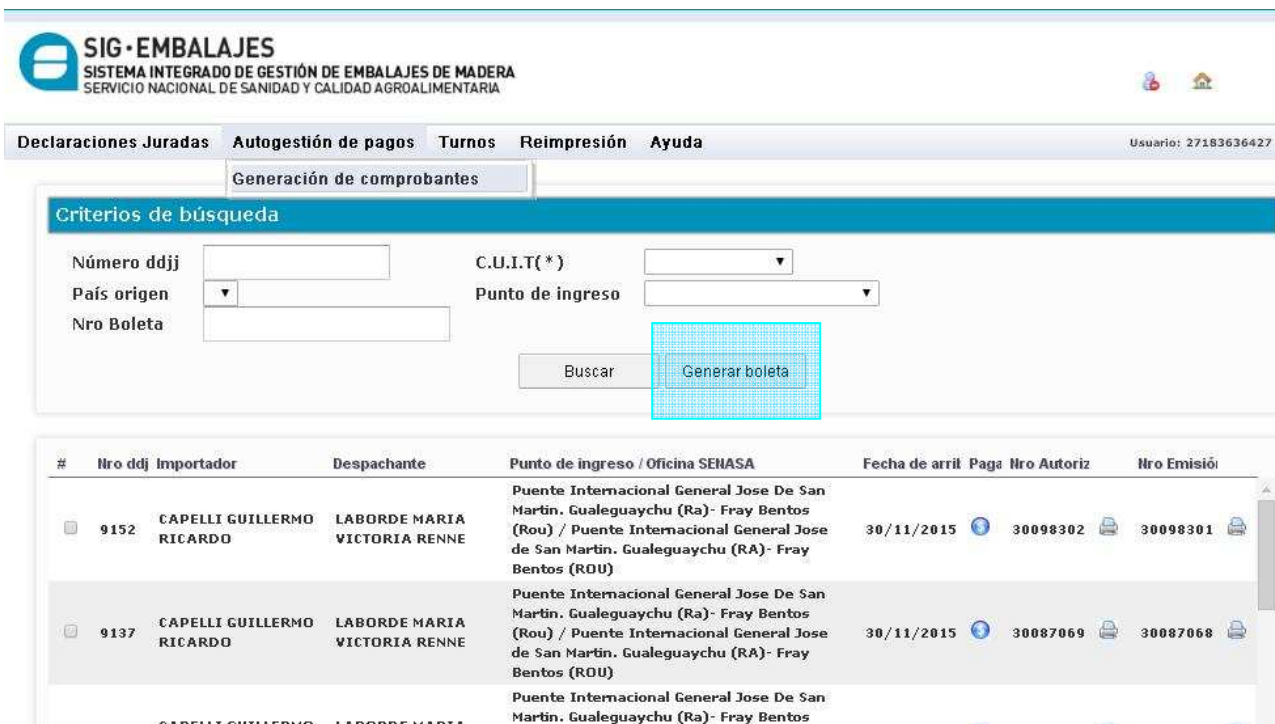 SIG·EMBALAJES
SISTEMA INTEGRADO DE GESTIÓN DE EMBALAJES DE MADERA
SERVICIO NACIONAL DE SANIDAD Y CALIDAD AGROALIMENTARIA
Declaraciones Juradas Autogestión de pagos Turnos Reimpresión Ayuda Usuario: 27183636427
Generación de comprobantes
Criterios de búsqueda
Número ddjj C.U.I.T(*)
País origen Punto de ingreso
Nro Boleta
Buscar Generar boleta
# Nro ddj Importador Despachante Punto de ingreso / Oficina SENASA Fecha de arril Paga Nro Autoriz Nro Emisió
Puente Internacional General Jose De San
Martin. Gualeguaychu (Ra)- Fray Bentos
9152 CAPELLI GUILLERMO RICARDO LABORDE MARIA VICTORIA RENNE (Rou) / Puente Internacional General Jose 30/11/2015 30098302 30098301
de San Martin. Gualeguaychu (RA)- Fray
Bentos (ROU)
Puente Internacional General Jose De San
Martin. Gualeguaychu (Ra)- Fray Bentos
9137 CAPELLI GUILLERMO RICARDO LABORDE MARIA VICTORIA RENNE (Rou) / Puente Internacional General Jose 30/11/2015 30087069 30087068
de San Martin. Gualeguaychu (RA)- Fray
Bentos (ROU)
Puente Internacional General Jose De San
Martin. Gualeguaychu (Ra)- Fray Bentos